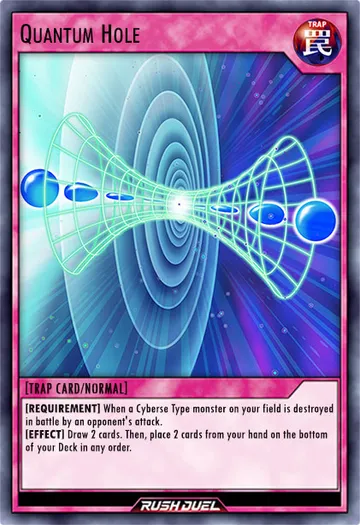 Quantum Hole
TRAP
罠
[TRAP CARD/NORMAL]
[REQUIREMENT] When a Cyberse Type monster on your field is destroyed
in battle by an opponent's attack.
[EFFECT] Draw 2 cards. Then, place 2 cards from your hand on the bottom
of your Deck in any order.
RUSH DUEL